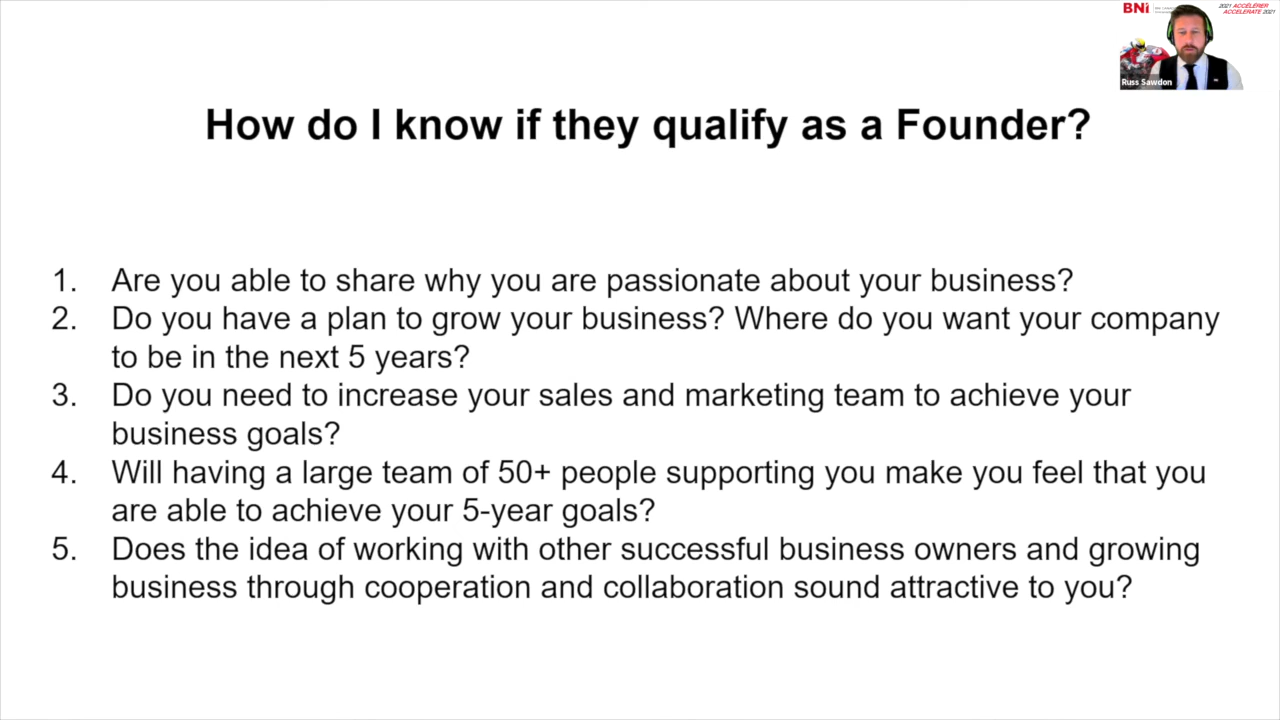 BNI
2021 ACCÉLÉRER
ACCELERATE 2021
Russ Sawdon
How do I know if they qualify as a Founder?
1. Are you able to share why you are passionate about your business?
2. Do you have a plan to grow your business? Where do you want your company
to be in the next 5 years?
3. Do you need to increase your sales and marketing team to achieve your
business goals?
4. Will having a large team of 50+ people supporting you make you feel that you
are able to achieve your 5-year goals?
5. Does the idea of working with other successful business owners and growing
business through cooperation and collaboration sound attractive to you?